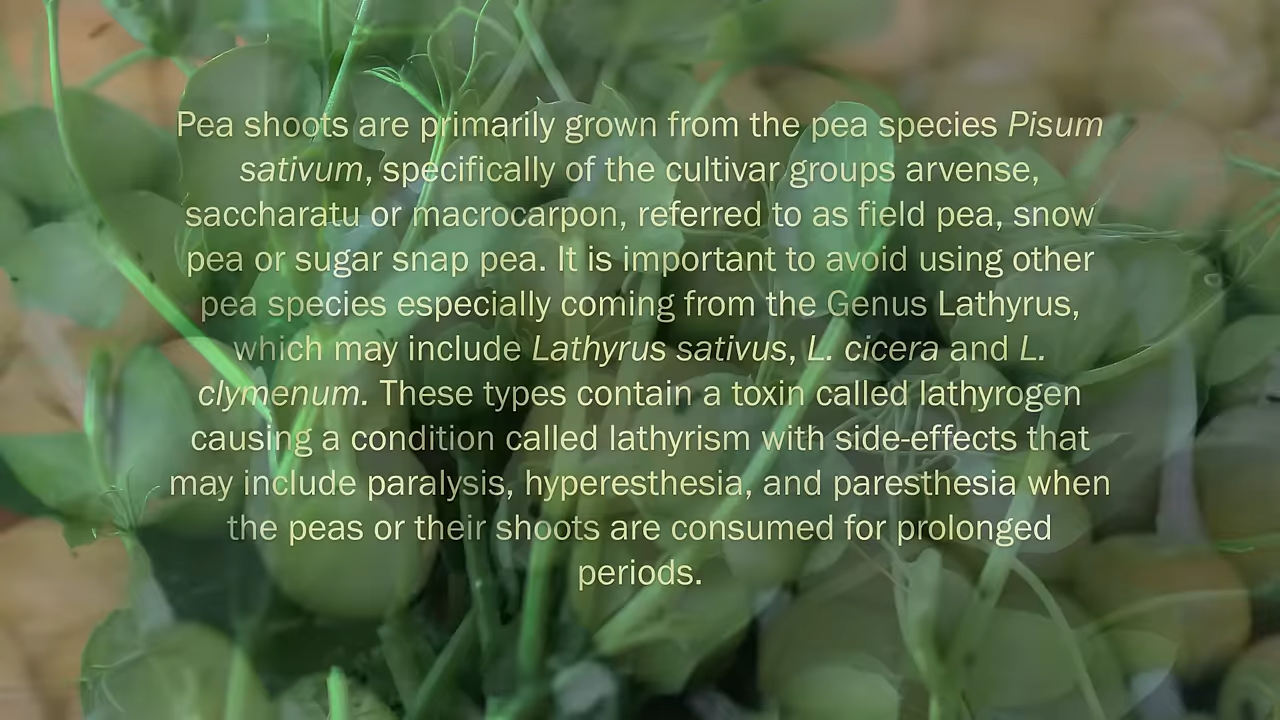 Pea shoots are primarily grown from the pea species Pisum
sativum, specifically of the cultivar groups arvense,
saccharatu or macrocarpon, referred to as field pea, snow
pea or sugar snap pea. It is important to avoid using other
pea species especially coming from the Genus Lathyrus,
which may include Lathyrus sativus, L. cicera and L.
clymenum. These types contain a toxin called lathyrogen
causing a condition called lathyrism with side-effects that
may include paralysis, hyperesthesia, and paresthesia when
the peas or their shoots are consumed for prolonged
periods.